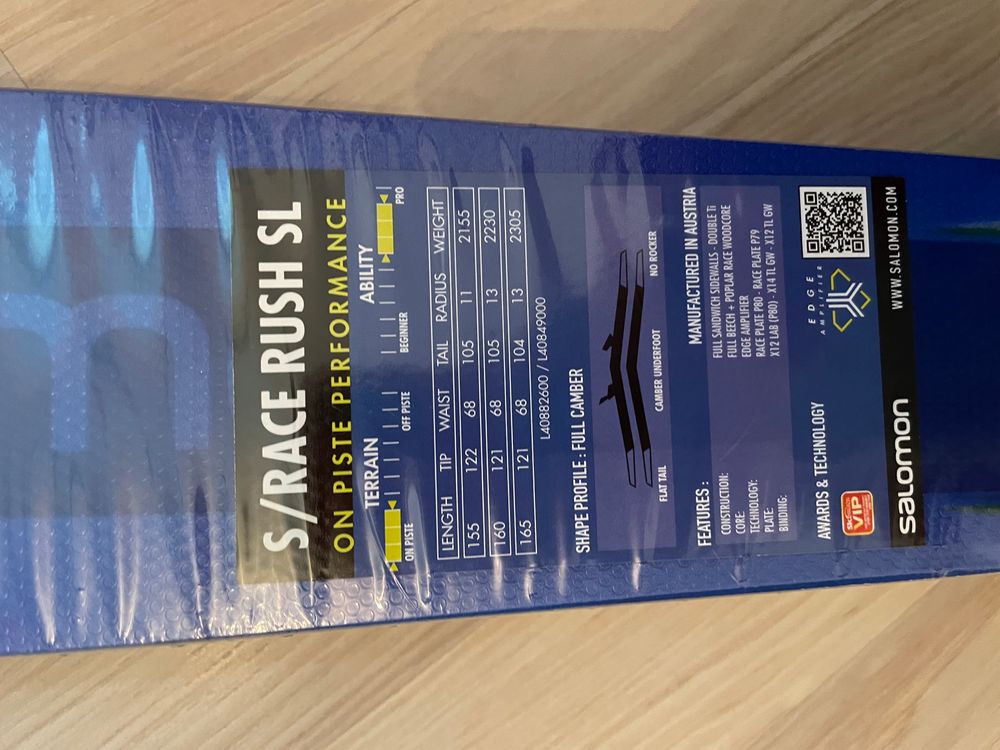 S/RACE RUSH SL
ON PISTE PERFORMANCE
TERRAIN ABILITY
ON PISTE OFF PISTE BEGINNER PRO
LENGTH TIP WAIST TAIL RADIUS WEIGHT
155 122 68 105 11 2155
160 121 68 105 13 2230
165 121 68 104 13 2305
L40882600 / L40849000
SHAPE PROFILE : FULL CAMBER
FLAT TAIL CAMBER UNDERFOOT NO ROCKER
FEATURES : MANUFACTURED IN AUSTRIA
CONSTRUCTION: FULL SANDWICH SIDEWALLS - DOUBLE Ti
CORE: FULL BEECH + POPLAR RACE WOODCORE
TECHNOLOGY: EDGE AMPLIFIER
PLATE: RACE PLATE P80 - RACE PLATE P79
BINDING: X12 LAB (P80) - X14 TL GW - X12 TL GW
AWARDS & TECHNOLOGY
EDGE
AMPLIFIER
VIP
salomon WWW.SALOMON.COM